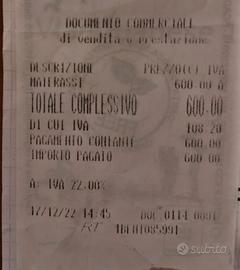 DOCUMENTO COMMERCIALE
di vendita o prestazione
DESCRIZIONE PREZZO(€) IVA
MATERASSI 600.00 A
TOTALE COMPLESSIVO 600.00
DI CUI IVA 108.20
PAGAMENTO CONTANTE 600.00
IMPORTO PAGATO 600.00
A: IVA 22.00%
17/12/22 14:45 DOC 0114-0001
RT
subito